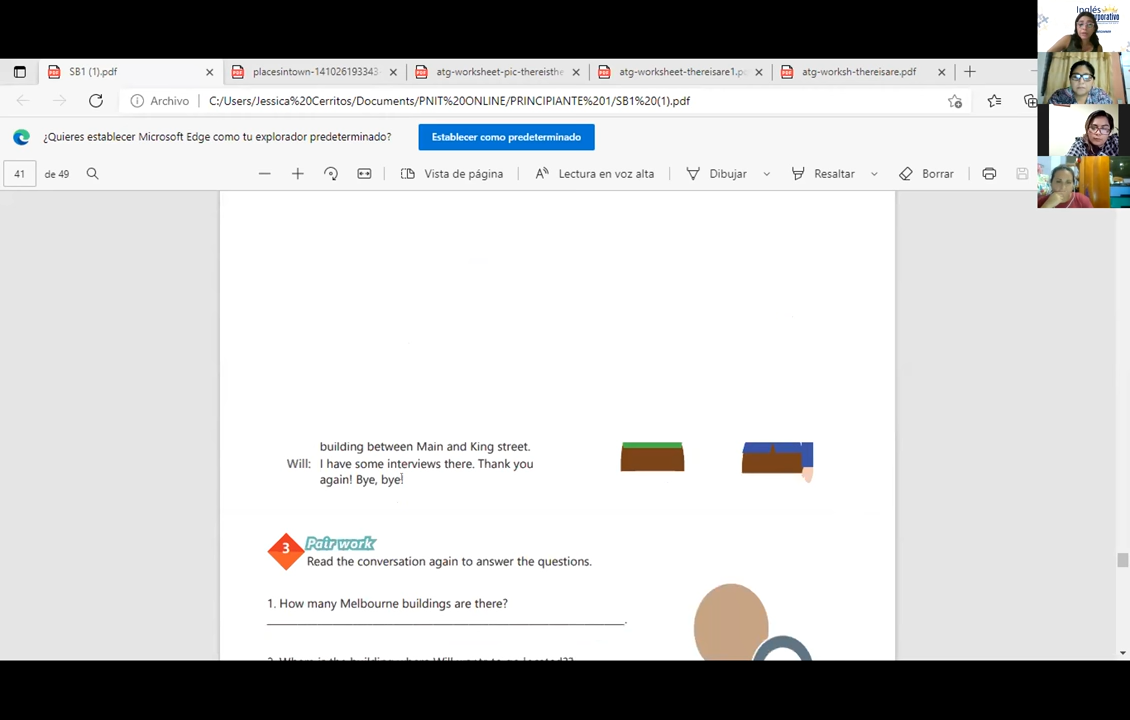 Inglés
Corporativo
SB1 (1).pdf
placesintown-14102619334
atg-worksheet-pic-thereisthe
atg-worksheet-thereisare1.p
atg-worksh-thereisare.pdf
Archivo
C:/Users/Jessica%20Cerritos/Documents/PNIT%20ONLINE/PRINCIPIANTE%201/SB1%20(1).pdf
¿Quieres establecer Microsoft Edge como tu explorador predeterminado?
Establecer como predeterminado
41 de 49
Vista de página
Lectura en voz alta
Dibujar
Resaltar
Borrar
building between Main and King street.
Will: I have some interviews there. Thank you
again! Bye, bye!
3 Pair work
Read the conversation again to answer the questions.
1. How many Melbourne buildings are there?